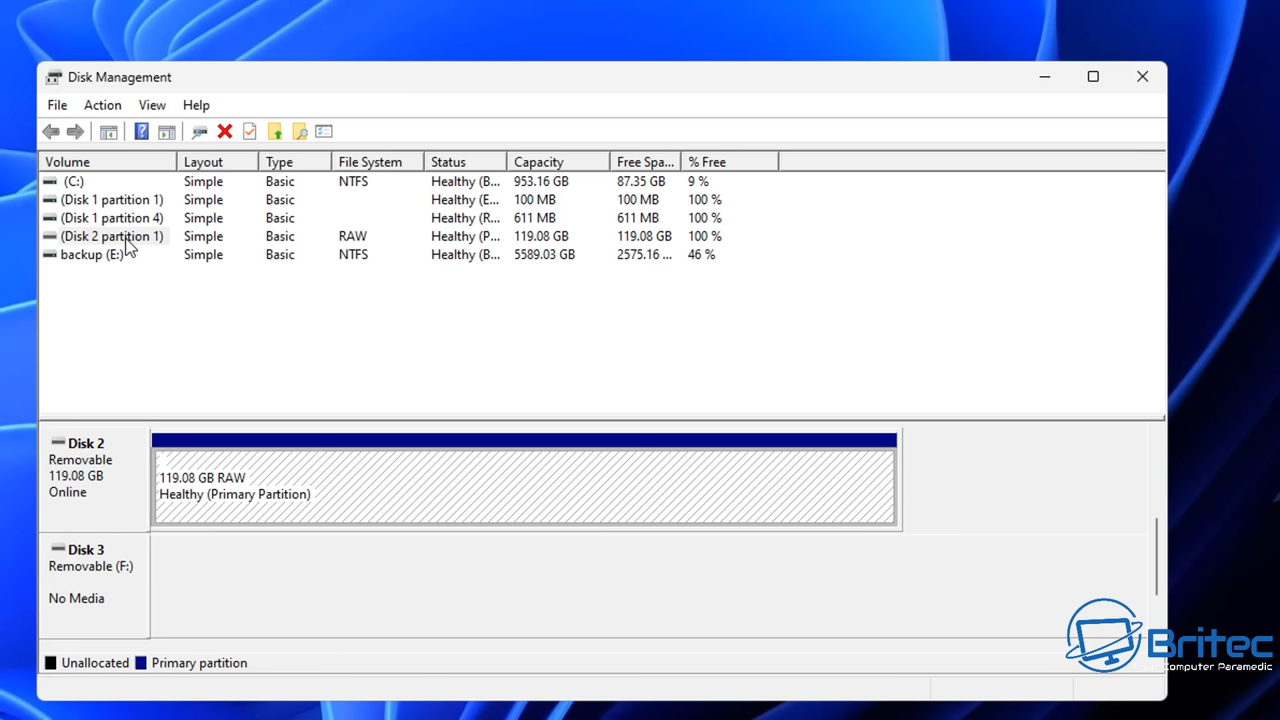 Disk Management
File Action View Help
Volume Layout Type File System Status Capacity Free Spa... % Free
(C:) Simple Basic NTFS Healthy (B... 953.16 GB 87.35 GB 9 %
(Disk 1 partition 1) Simple Basic Healthy (E... 100 MB 100 MB 100 %
(Disk 1 partition 4) Simple Basic Healthy (R... 611 MB 611 MB 100 %
(Disk 2 partition 1) Simple Basic RAW Healthy (P... 119.08 GB 119.08 GB 100 %
backup (E:) Simple Basic NTFS Healthy (B... 5589.03 GB 2575.16 ... 46 %
Disk 2
Removable
119.08 GB
Online
119.08 GB RAW
Healthy (Primary Partition)
Disk 3
Removable (F:)
No Media
Unallocated Primary partition
Britec
Computer Paramedic